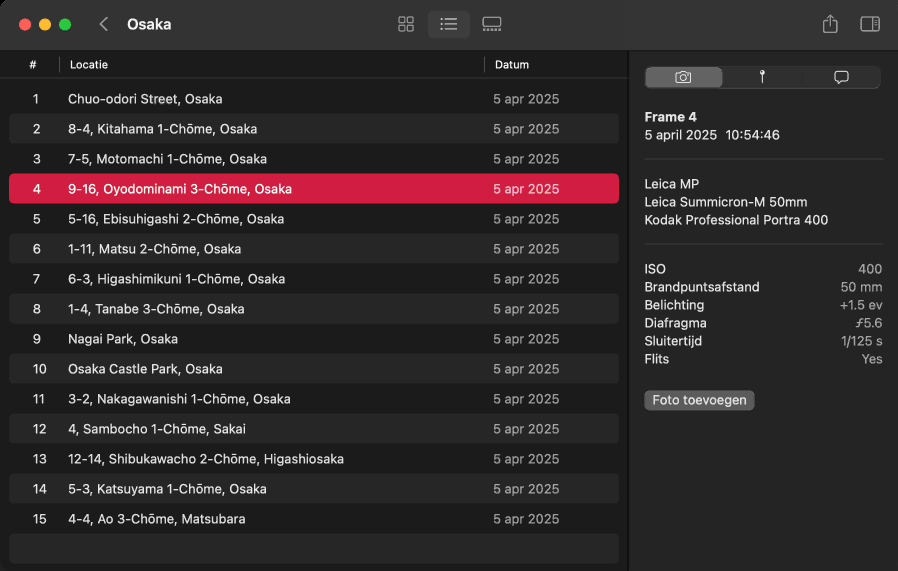 Osaka
# Locatie Datum
1 Chuo-odori Street, Osaka 5 apr 2025
2 8-4, Kitahama 1-Chōme, Osaka 5 apr 2025
3 7-5, Motomachi 1-Chōme, Osaka 5 apr 2025
4 9-16, Oyodominami 3-Chōme, Osaka 5 apr 2025
5 5-16, Ebisuhigashi 2-Chōme, Osaka 5 apr 2025
6 1-11, Matsu 2-Chōme, Osaka 5 apr 2025
7 6-3, Higashimikuni 1-Chōme, Osaka 5 apr 2025
8 1-4, Tanabe 3-Chōme, Osaka 5 apr 2025
9 Nagai Park, Osaka 5 apr 2025
10 Osaka Castle Park, Osaka 5 apr 2025
11 3-2, Nakagawanishi 1-Chōme, Osaka 5 apr 2025
12 4, Sambocho 1-Chōme, Sakai 5 apr 2025
13 12-14, Shibukawacho 2-Chōme, Higashiosaka 5 apr 2025
14 5-3, Katsuyama 1-Chōme, Osaka 5 apr 2025
15 4-4, Ao 3-Chōme, Matsubara 5 apr 2025
Frame 4
5 april 2025 10:54:46
Leica MP
Leica Summicron-M 50mm
Kodak Professional Portra 400
ISO 400
Brandpuntsafstand 50 mm
Belichting +1.5 ev
Diafragma ƒ5.6
Sluitertijd 1/125 s
Flits Yes
Foto toevoegen